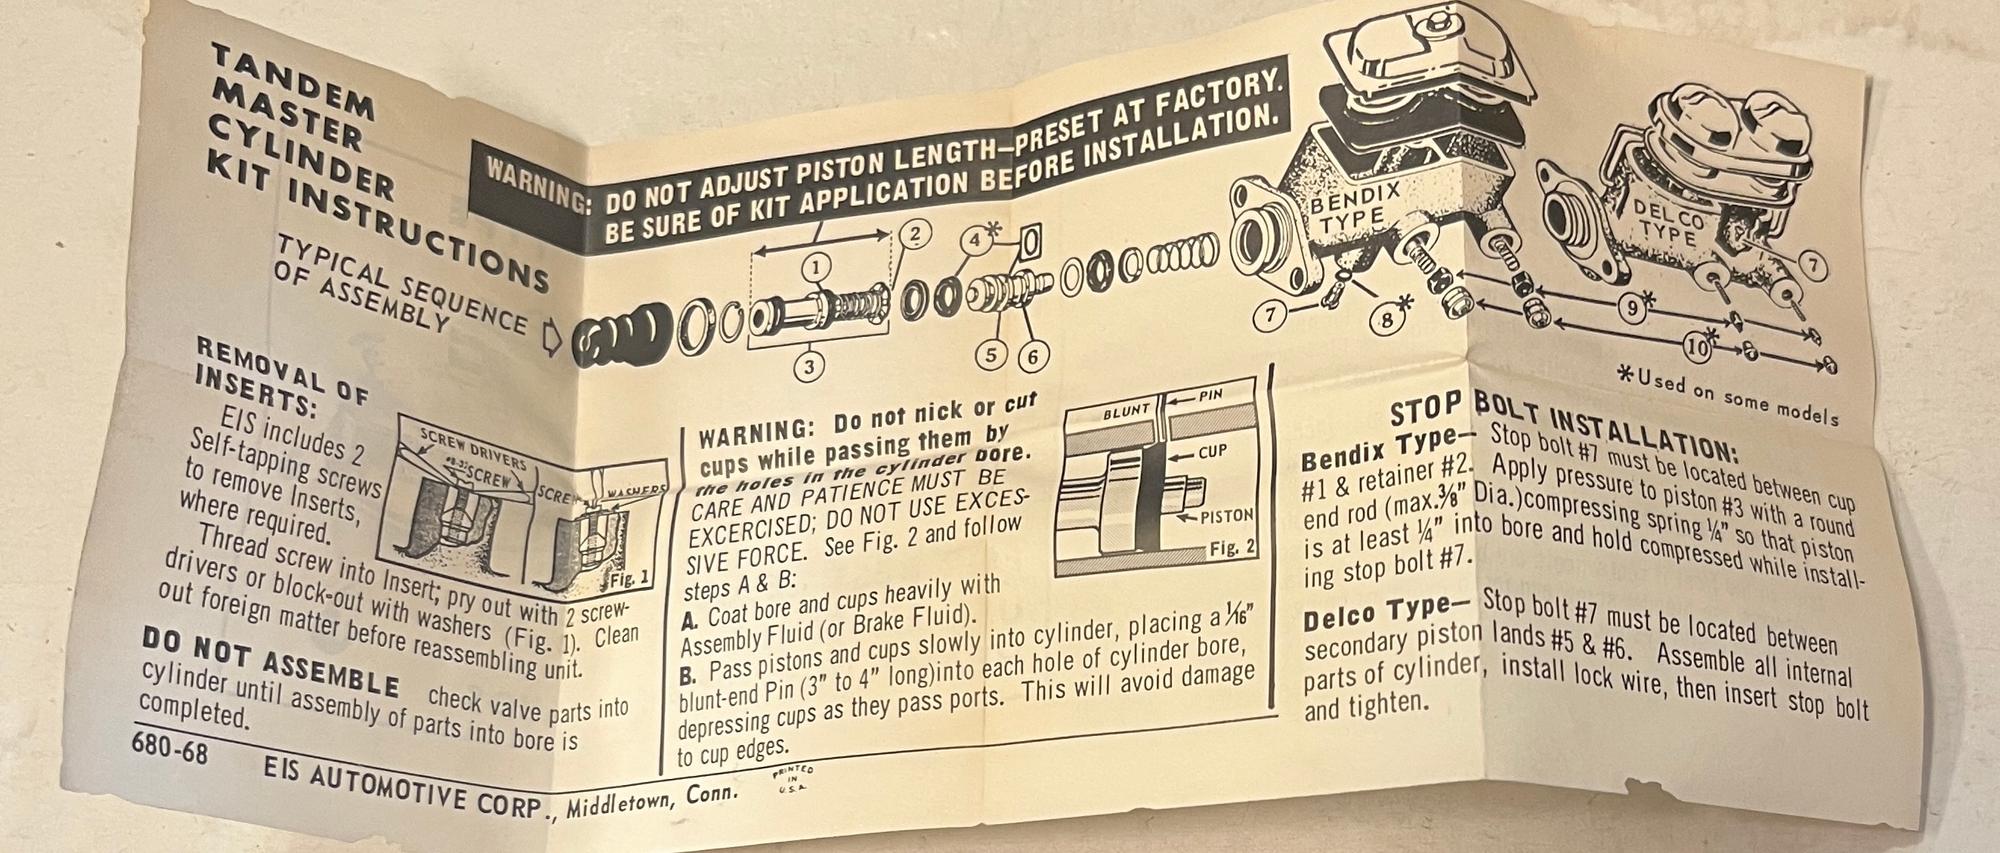 TANDEM
MASTER
CYLINDER
KIT INSTRUCTIONS
TYPICAL SEQUENCE
OF ASSEMBLY
WARNING: DO NOT ADJUST PISTON LENGTH—PRESET AT FACTORY.
BE SURE OF KIT APPLICATION BEFORE INSTALLATION.
1
2
3
4*
5
6
BENDIX
TYPE
7
8*
DELCO
TYPE
7
9*
10*
*Used on some models
REMOVAL OF
INSERTS:
EIS includes 2
Self-tapping screws
to remove Inserts,
where required.
Thread screw into Insert; pry out with 2 screw-
drivers or block-out with washers (Fig. 1). Clean
out foreign matter before reassembling unit.
DO NOT ASSEMBLE check valve parts into
cylinder until assembly of parts into bore is
completed.
SCREW DRIVERS
#8-32 SCREW
SCREW
WASHERS
Fig. 1
WARNING: Do not nick or cut
cups while passing them by
the holes in the cylinder bore.
CARE AND PATIENCE MUST BE
EXCERCISED; DO NOT USE EXCES-
SIVE FORCE. See Fig. 2 and follow
steps A & B:
A. Coat bore and cups heavily with
Assembly Fluid (or Brake Fluid).
B. Pass pistons and cups slowly into cylinder, placing a 1/16"
blunt-end Pin (3" to 4" long)into each hole of cylinder bore,
depressing cups as they pass ports. This will avoid damage
to cup edges.
BLUNT
PIN
CUP
PISTON
Fig. 2
STOP BOLT INSTALLATION:
Bendix Type— Stop bolt #7 must be located between cup
#1 & retainer #2. Apply pressure to piston #3 with a round
end rod (max.3/8" Dia.)compressing spring 1/4" so that piston
is at least 1/4" into bore and hold compressed while install-
ing stop bolt #7.
Delco Type— Stop bolt #7 must be located between
secondary piston lands #5 & #6. Assemble all internal
parts of cylinder, install lock wire, then insert stop bolt
and tighten.
680-68
EIS AUTOMOTIVE CORP., Middletown, Conn.
PRINTED
IN
U.S.A.